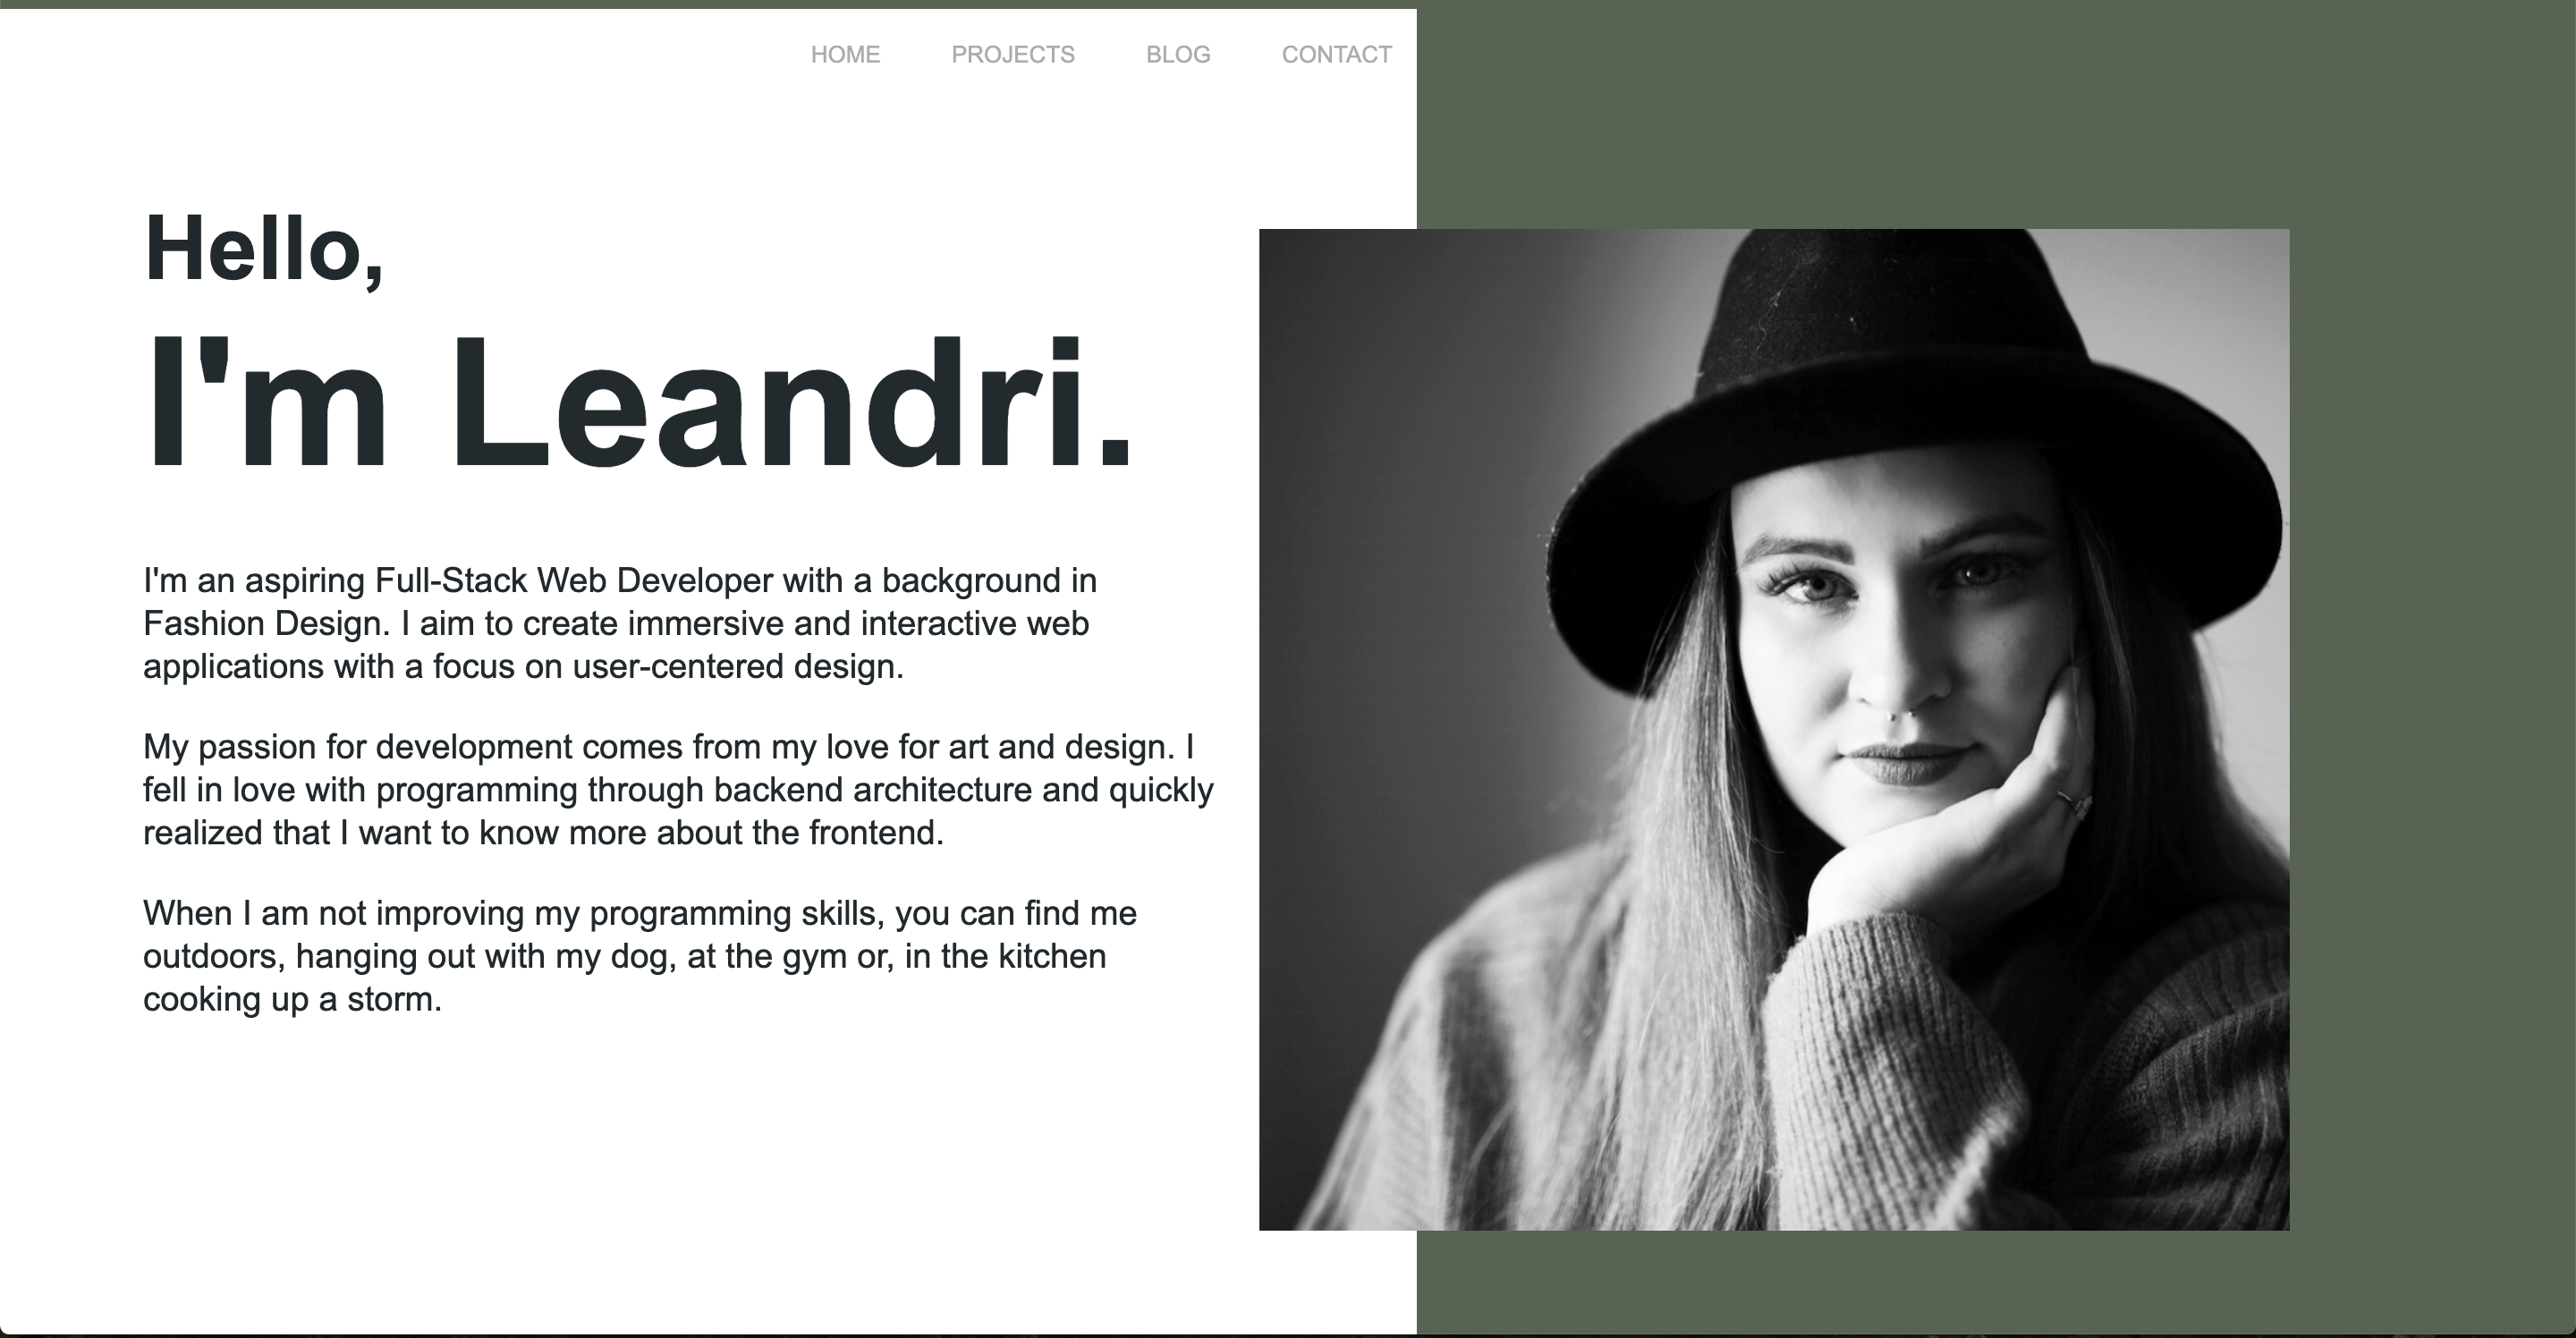 HOME PROJECTS BLOG CONTACT
Hello,
I'm Leandri.
I'm an aspiring Full-Stack Web Developer with a background in
Fashion Design. I aim to create immersive and interactive web
applications with a focus on user-centered design.
My passion for development comes from my love for art and design. I
fell in love with programming through backend architecture and quickly
realized that I want to know more about the frontend.
When I am not improving my programming skills, you can find me
outdoors, hanging out with my dog, at the gym or, in the kitchen
cooking up a storm.